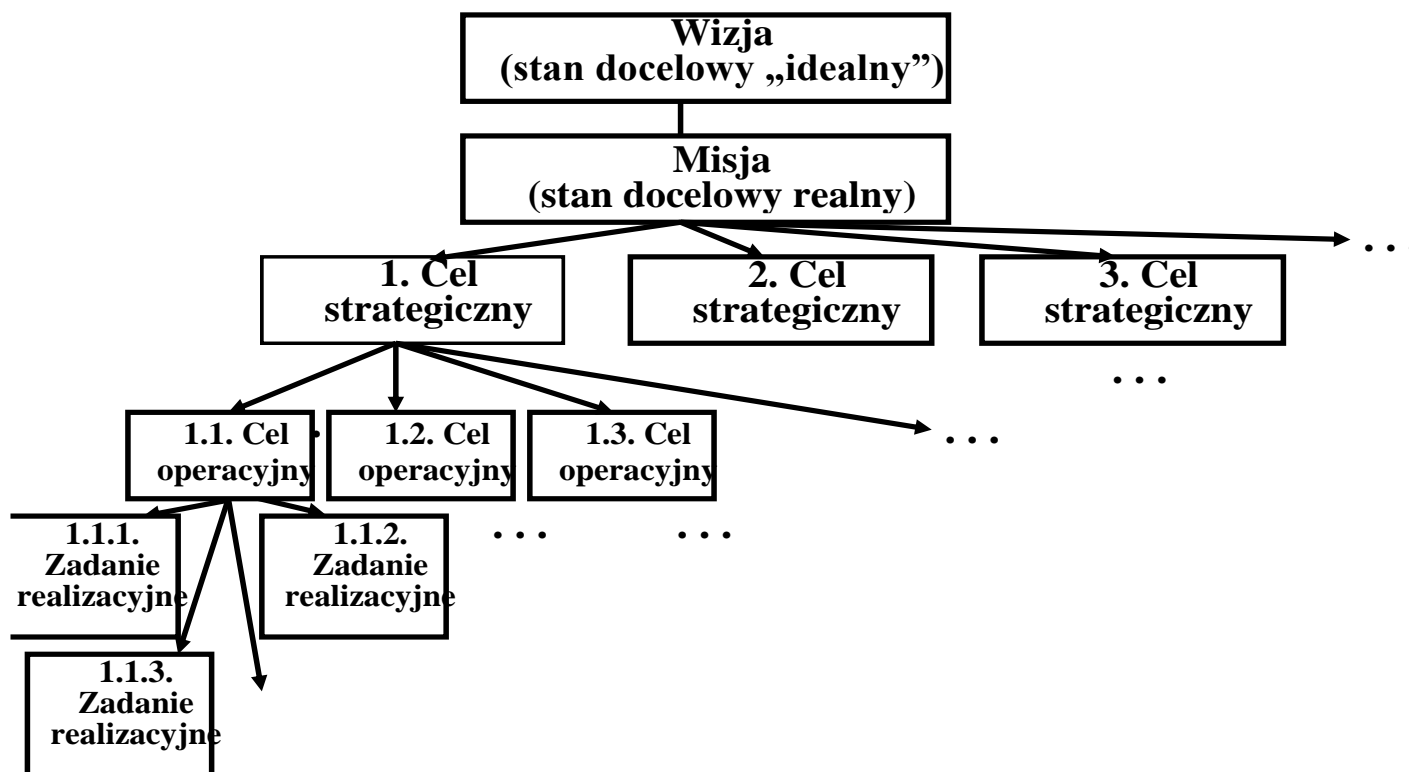 Wizja
(stan docelowy „idealny”)
Misja
(stan docelowy realny)
. . .
1. Cel
strategiczny
2. Cel
strategiczny
3. Cel
strategiczny
. . .
1.1. Cel
operacyjny
.
1.2. Cel
operacyjny
1.3. Cel
operacyjny
. . .
1.1.1.
Zadanie
realizacyjne
1.1.2.
Zadanie
realizacyjne
. . .
. . .
1.1.3.
Zadanie
realizacyjne